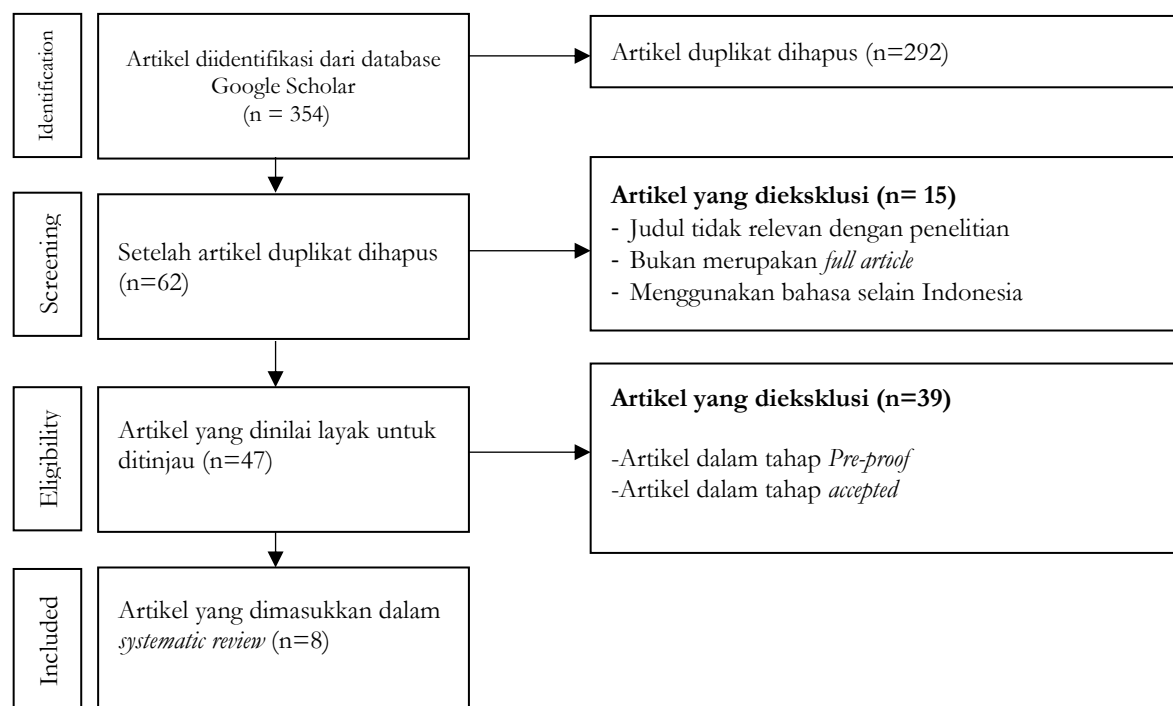 Identification
Artikel diidentifikasi dari database
Google Scholar
(n = 354)
Artikel duplikat dihapus (n=292)
Screening
Setelah artikel duplikat dihapus
(n=62)
Artikel yang dieksklusi (n= 15)
- Judul tidak relevan dengan penelitian
- Bukan merupakan full article
- Menggunakan bahasa selain Indonesia
Eligibility
Artikel yang dinilai layak untuk
ditinjau (n=47)
Artikel yang dieksklusi (n=39)
-Artikel dalam tahap Pre-proof
-Artikel dalam tahap accepted
Included
Artikel yang dimasukkan dalam
systematic review (n=8)